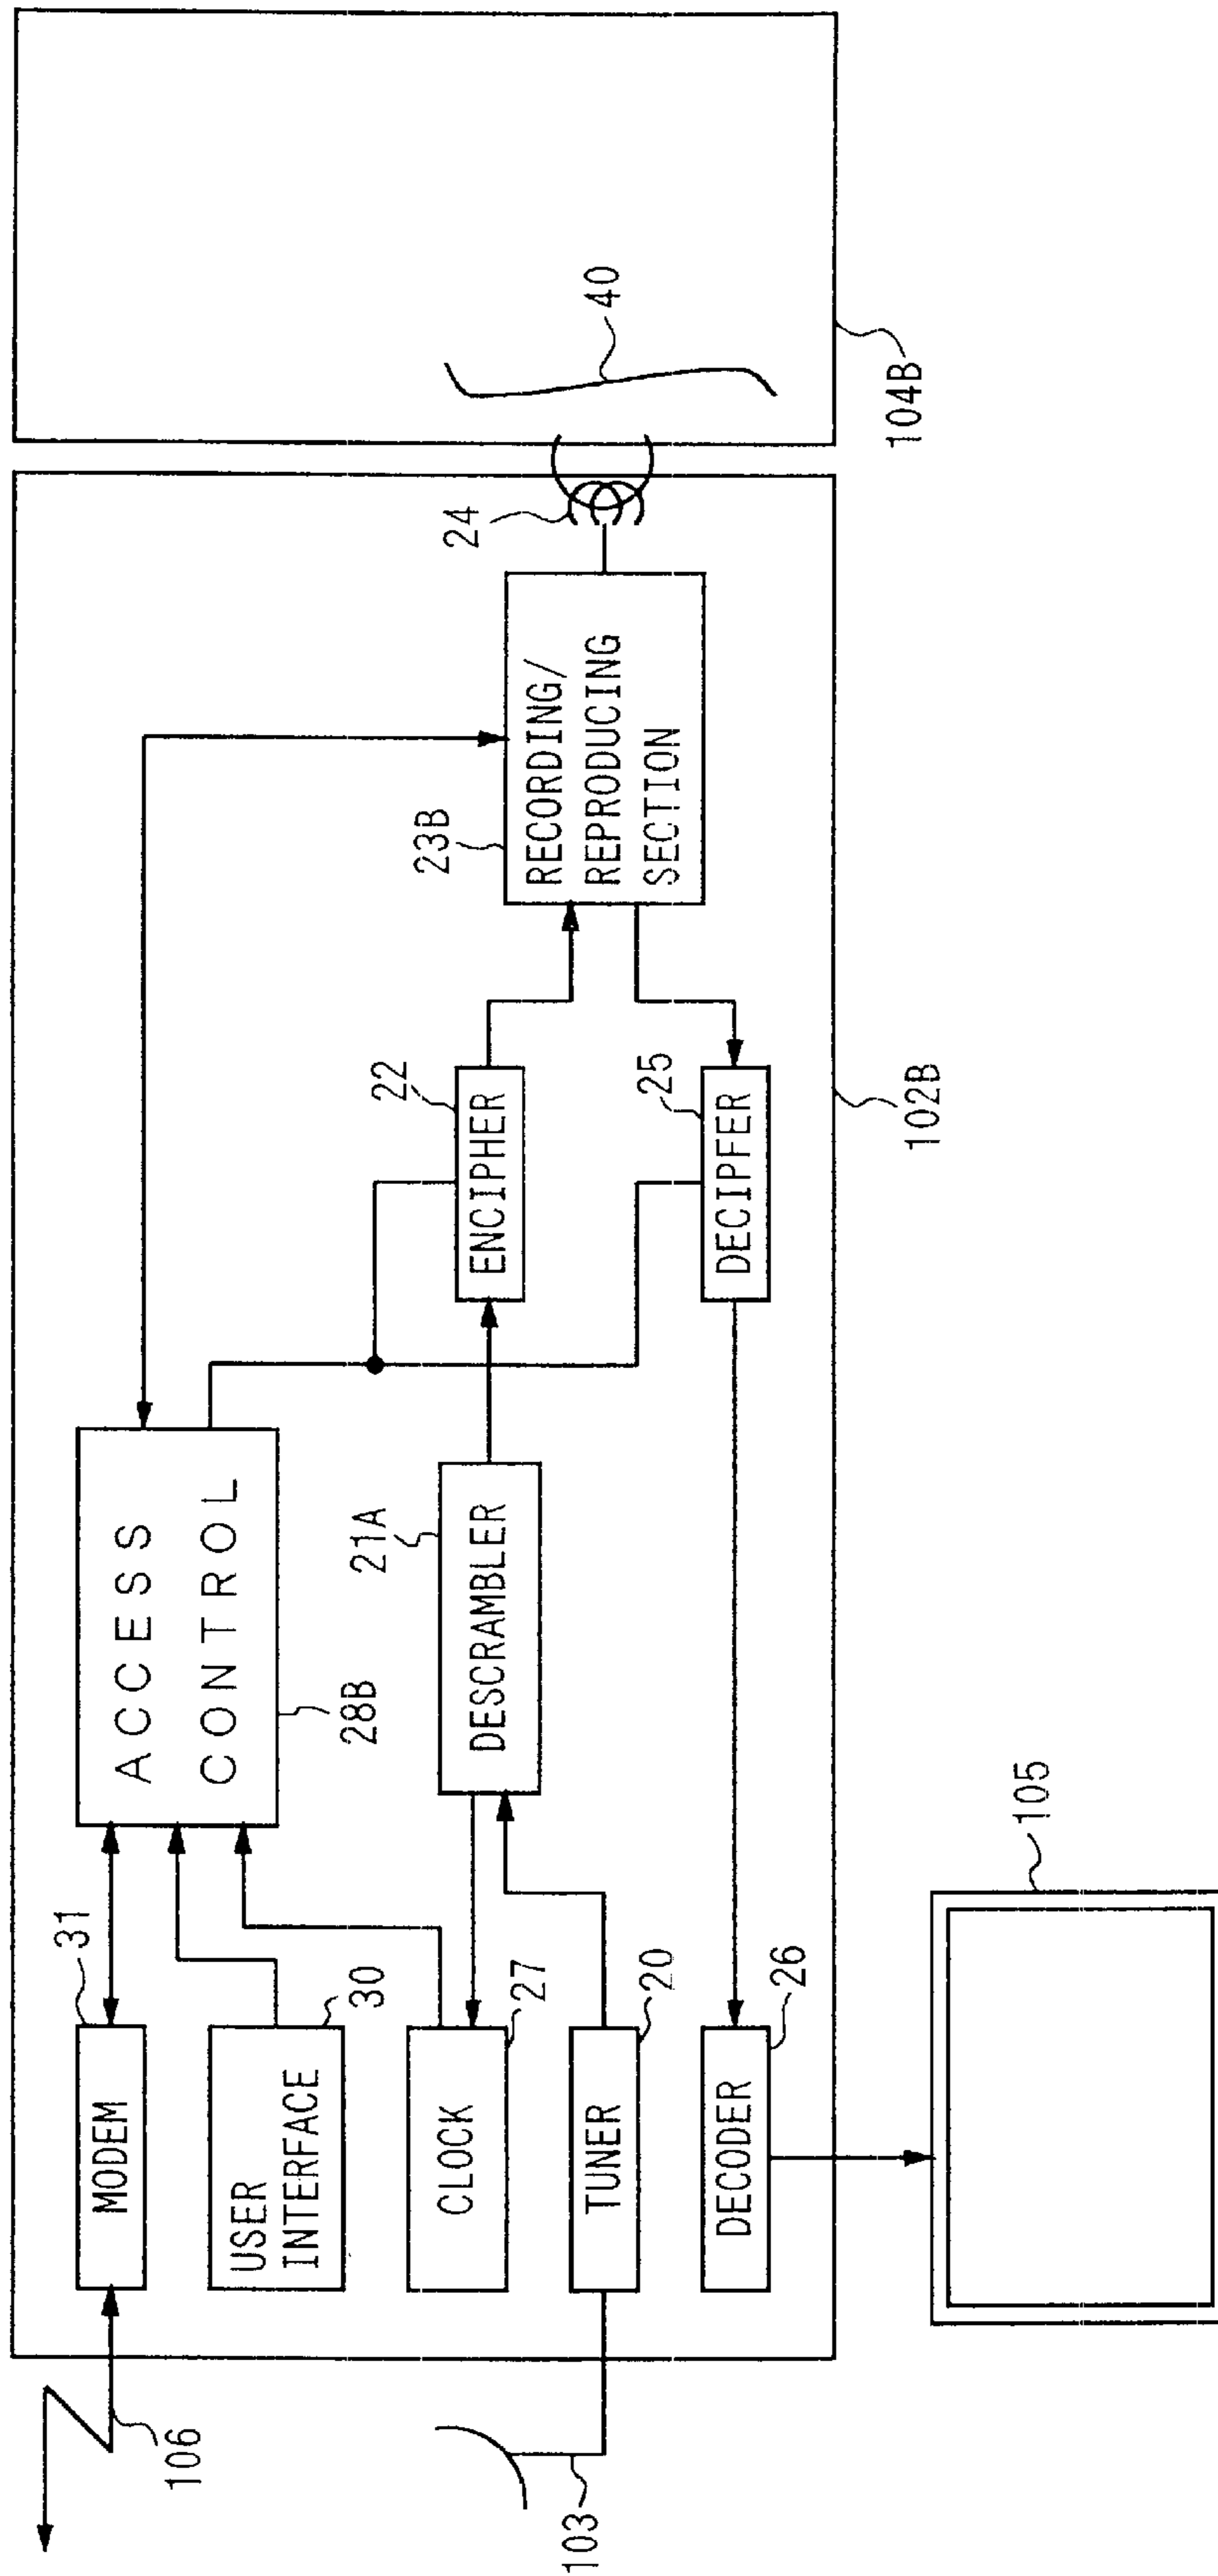 106
MODEM
31
ACCESS
CONTROL
28B
USER
INTERFACE
30
CLOCK
27
103
TUNER
20
DESCRAMBLER
21A
ENCIPHER
22
23B
RECORDING/
REPRODUCING
SECTION
24
40
DECODER
26
DECIPFER
25
102B
104B
105